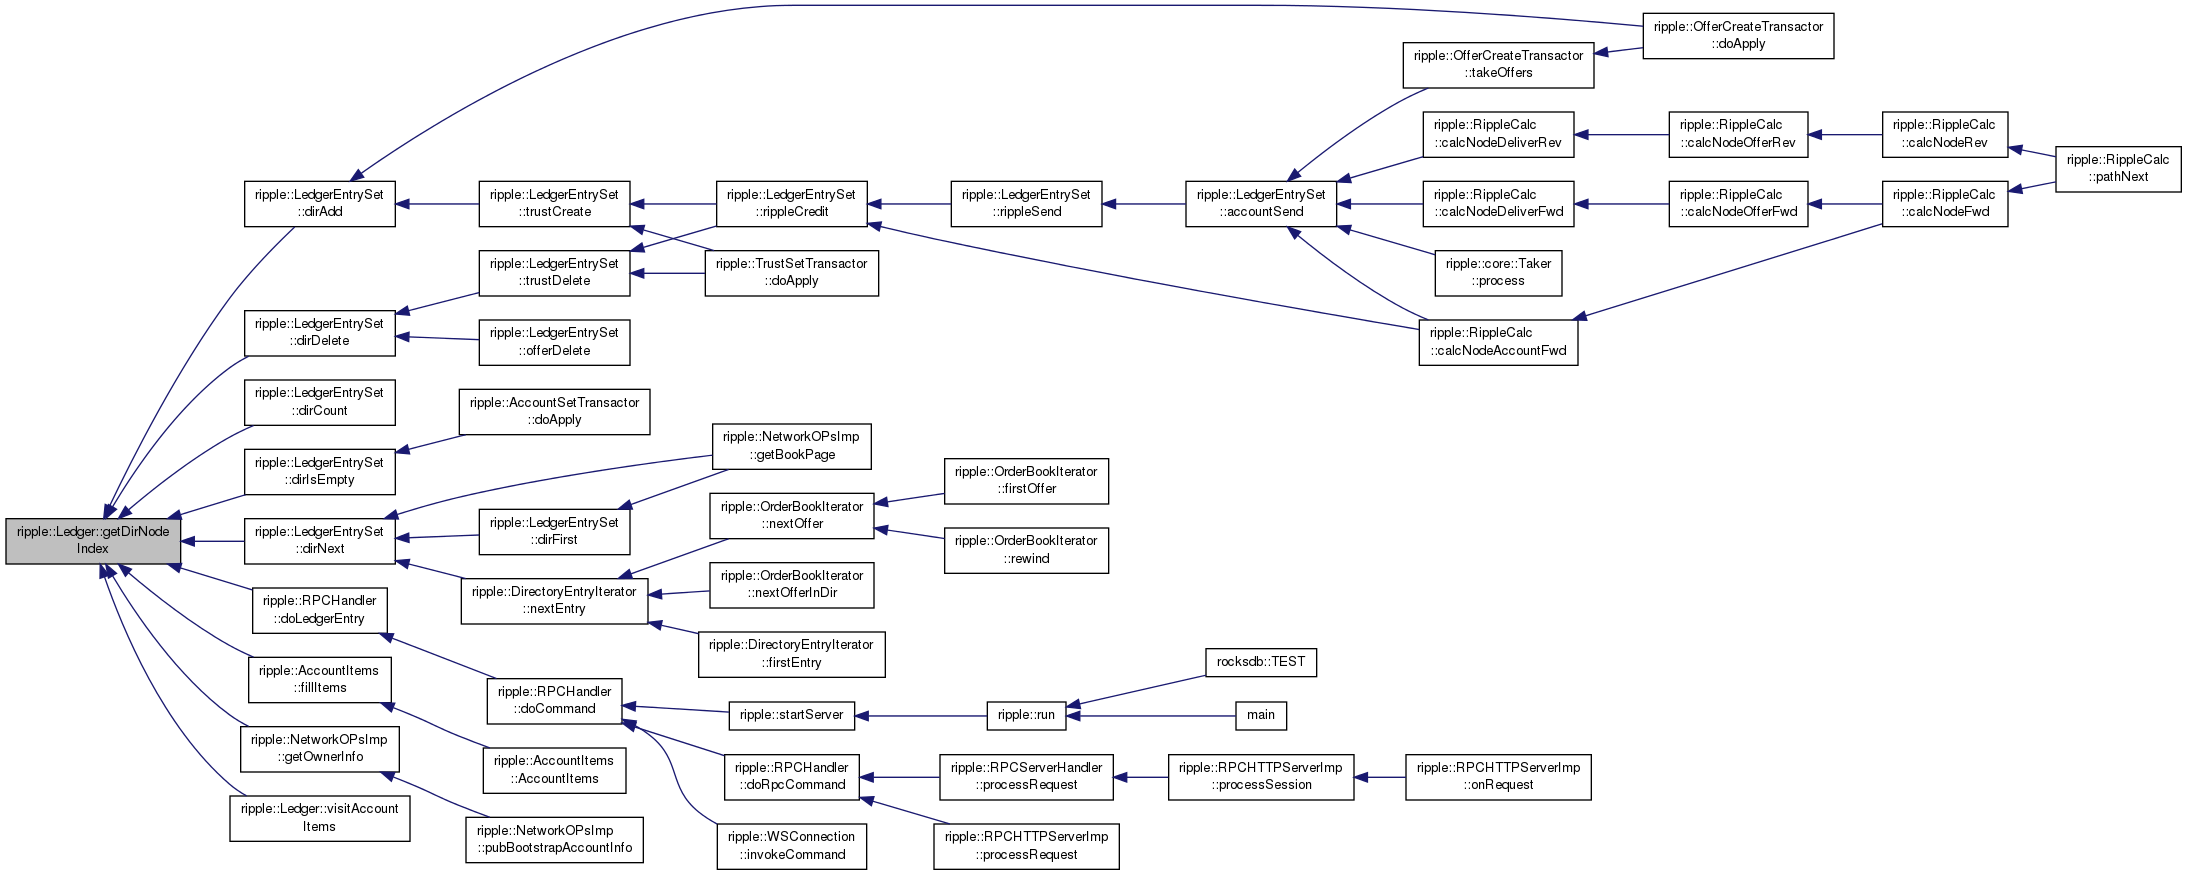 ripple::OfferCreateTransactor
::doApply
ripple::OfferCreateTransactor
::takeOffers
ripple::RippleCalc
::calcNodeDeliverRev
ripple::RippleCalc
::calcNodeOfferRev
ripple::RippleCalc
::calcNodeRev
ripple::RippleCalc
::pathNext
ripple::LedgerEntrySet
::dirAdd
ripple::LedgerEntrySet
::trustCreate
ripple::LedgerEntrySet
::rippleCredit
ripple::LedgerEntrySet
::rippleSend
ripple::LedgerEntrySet
::accountSend
ripple::RippleCalc
::calcNodeDeliverFwd
ripple::RippleCalc
::calcNodeOfferFwd
ripple::RippleCalc
::calcNodeFwd
ripple::LedgerEntrySet
::trustDelete
ripple::TrustSetTransactor
::doApply
ripple::core::Taker
::process
ripple::LedgerEntrySet
::dirDelete
ripple::LedgerEntrySet
::offerDelete
ripple::RippleCalc
::calcNodeAccountFwd
ripple::LedgerEntrySet
::dirCount
ripple::AccountSetTransactor
::doApply
ripple::LedgerEntrySet
::dirIsEmpty
ripple::NetworkOPsImp
::getBookPage
ripple::OrderBookIterator
::firstOffer
ripple::Ledger::getDirNode
Index
ripple::LedgerEntrySet
::dirNext
ripple::LedgerEntrySet
::dirFirst
ripple::OrderBookIterator
::nextOffer
ripple::OrderBookIterator
::rewind
ripple::DirectoryEntryIterator
::nextEntry
ripple::OrderBookIterator
::nextOfferInDir
ripple::RPCHandler
::doLedgerEntry
ripple::DirectoryEntryIterator
::firstEntry
ripple::AccountItems
::fillItems
ripple::RPCHandler
::doCommand
ripple::startServer
ripple::run
rocksdb::TEST
main
ripple::NetworkOPsImp
::getOwnerInfo
ripple::AccountItems
::AccountItems
ripple::RPCHandler
::doRpcCommand
ripple::RPCServerHandler
::processRequest
ripple::RPCHTTPServerImp
::processSession
ripple::RPCHTTPServerImp
::onRequest
ripple::Ledger::visitAccount
Items
ripple::NetworkOPsImp
::pubBootstrapAccountInfo
ripple::WSConnection
::invokeCommand
ripple::RPCHTTPServerImp
::processRequest